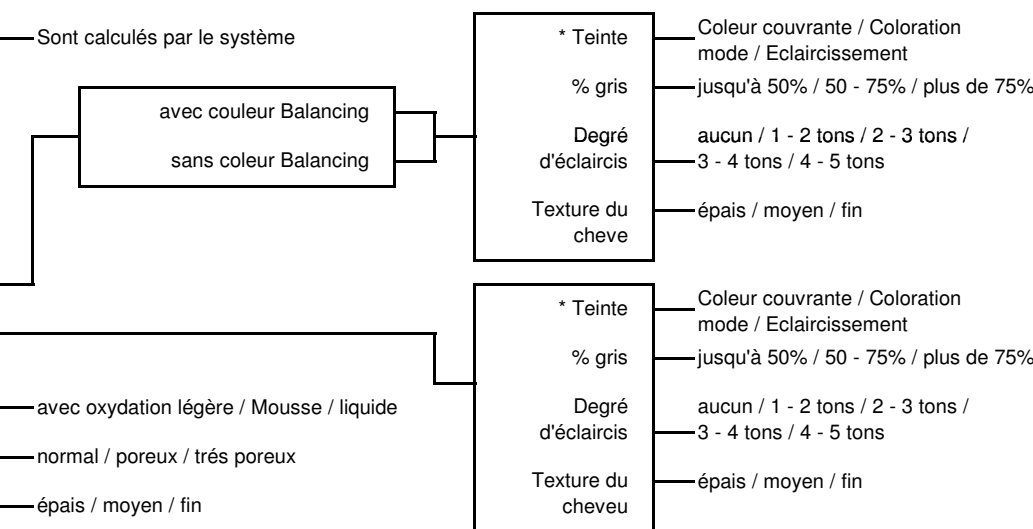 Sont calculés par le système
avec couleur Balancing
sans coleur Balancing
* Teinte
Coleur couvrante / Coloration
mode / Eclaircissement
% gris
jusqu'à 50% / 50 - 75% / plus de 75%
Degré
d'éclaircis
aucun / 1 - 2 tons / 2 - 3 tons /
3 - 4 tons / 4 - 5 tons
Texture du
cheve
épais / moyen / fin
* Teinte
Coleur couvrante / Coloration
mode / Eclaircissement
% gris
jusqu'à 50% / 50 - 75% / plus de 75%
Degré
d'éclaircis
aucun / 1 - 2 tons / 2 - 3 tons /
3 - 4 tons / 4 - 5 tons
Texture du
cheveu
épais / moyen / fin
avec oxydation légère / Mousse / liquide
normal / poreux / trés poreux
épais / moyen / fin